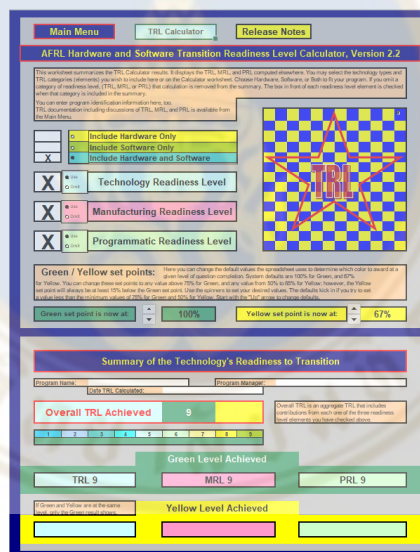 Main Menu
TRL Calculator
Release Notes
AFRL Hardware and Software Transition Readiness Level Calculator, Version 2.2
This worksheet summarizes the TRL Calculator results. It displays the TRL, MRL, and PRL computed elsewhere. You may select the technology types and
TRL categories (elements) you wish to include here or on the Calculator worksheet. Choose Hardware, Software, or Both to fit your program. If you omit a
category of readiness level, (TRL, MRL, or PRL) that calculation is removed from the summary. The box in front of each readiness level element is checked
when that category is included in the summary.
You can enter program identification information here, too.
TRL documentation including discussions of TRL, MRL, and PRL is available from
the Main Menu.
Include Hardware Only
Include Software Only
X Include Hardware and Software
X Use
Omit
Technology Readiness Level
X Use
Omit
Manufacturing Readiness Level
X Use
Omit
Programmatic Readiness Level
TRL
Green / Yellow set points: Here you can change the default values the spreadsheet uses to determine which color to award at a
given level of question completion. System defaults are 100% for Green, and 67%
for Yellow. You can change these set points to any value above 75% for Green, and any value from 50% to 85% for Yellow; however, the Yellow
set point will always be at least 15% below the Green set point. Use the spinners to set your desired values. The defaults kick in if you try to set
a value less than the minimum values of 75% for Green and 50% for Yellow. Start with the "Up" arrow to change defaults.
Green set point is now at: 100% Yellow set point is now at: 67%
Summary of the Technology's Readiness to Transition
Program Name: Program Manager:
Date TRL Calculated:
Overall TRL Achieved 9
Overall TRL is an aggregate TRL that includes
contributions from each one of the three readiness
level elements you have checked above.
1 2 3 4 5 6 7 8 9
Green Level Achieved
TRL 9 MRL 9 PRL 9
If Green and Yellow are at the same
level, only the Green result shows.
Yellow Level Achieved